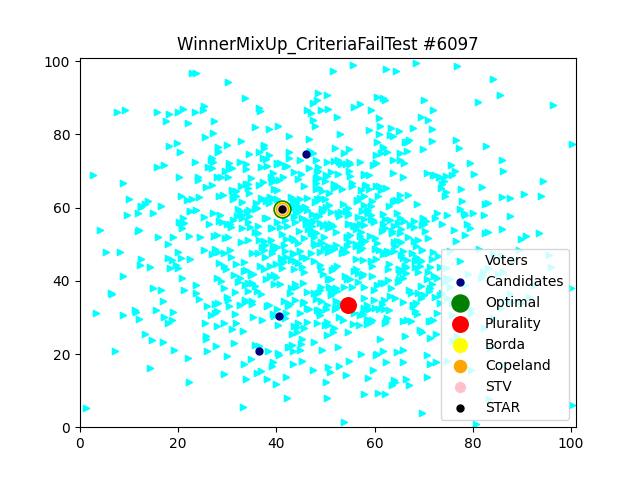 WinnerMixUp_CriteriaFailTest #6097
100
80
60
40
20
0
0
20
40
60
80
100
Voters
Candidates
Optimal
Plurality
Borda
Copeland
STV
STAR